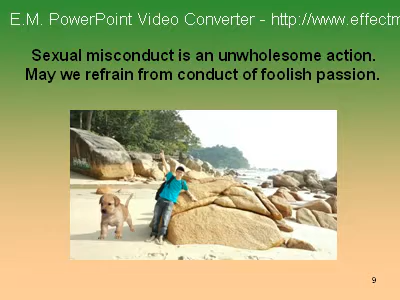 E.M. PowerPoint Video Converter - http://www.effectm
Sexual misconduct is an unwholesome action.
May we refrain from conduct of foolish passion.
9